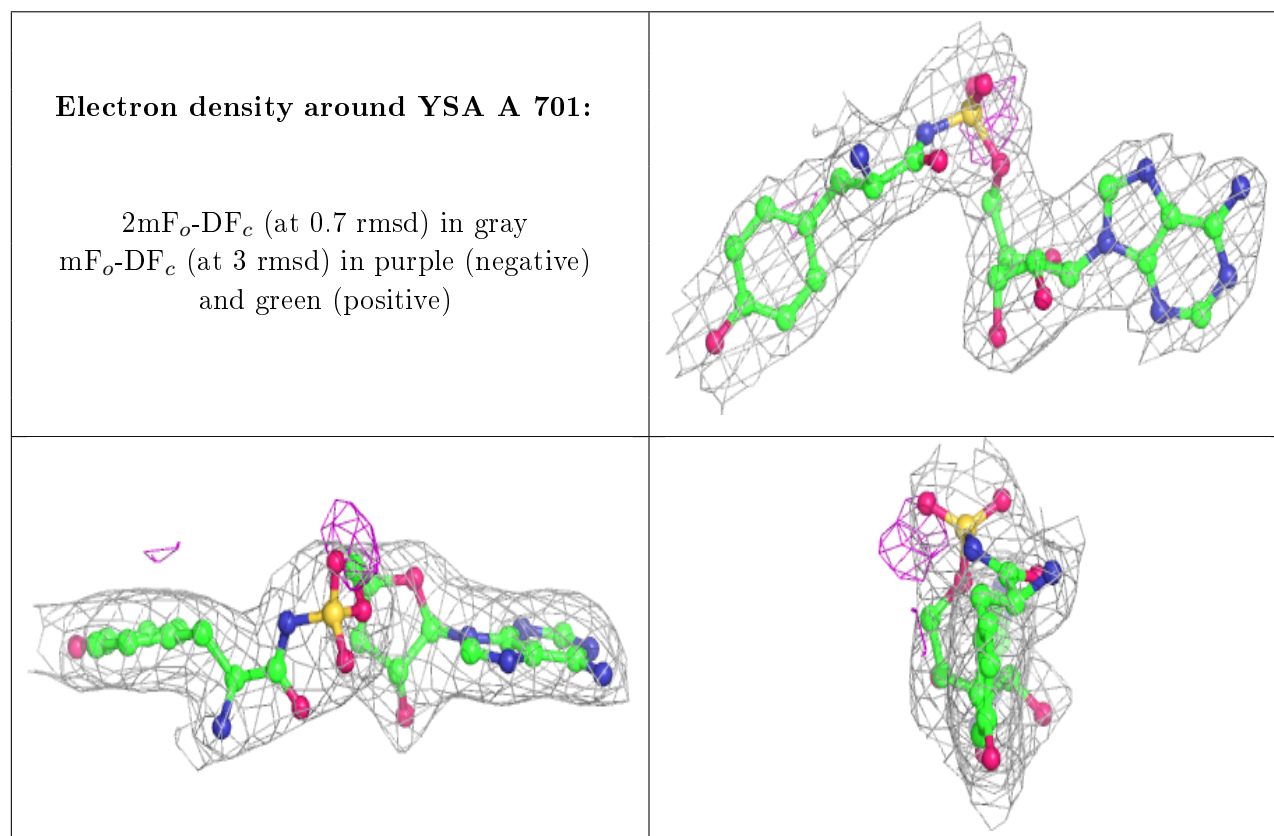 Electron density around YSA A 701:
2mFₒ-DF𝒸 (at 0.7 rmsd) in gray
mFₒ-DF𝒸 (at 3 rmsd) in purple (negative)
and green (positive)